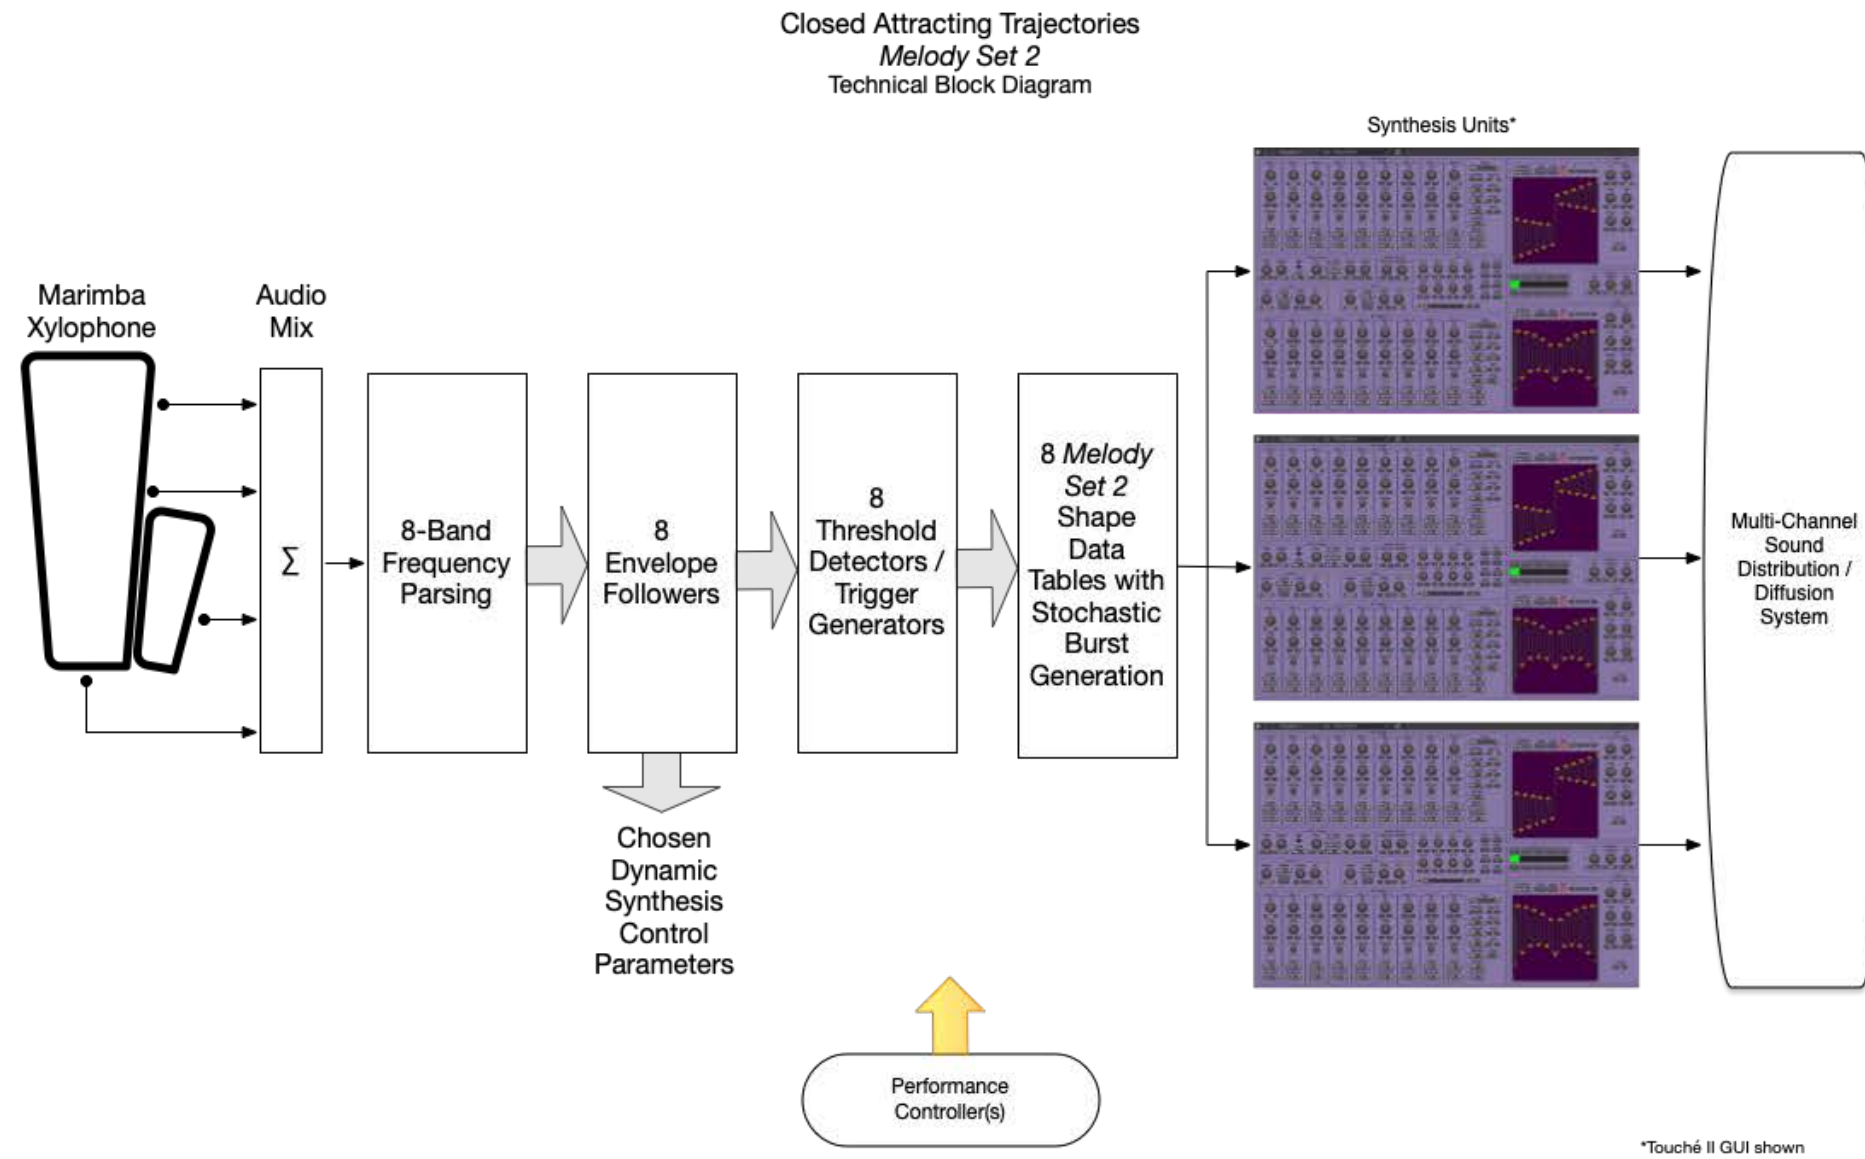 Closed Attracting Trajectories
Melody Set 2
Technical Block Diagram
Synthesis Units*
Marimba
Xylophone
Audio
Mix
Σ
8-Band
Frequency
Parsing
8
Envelope
Followers
8
Threshold
Detectors /
Trigger
Generators
8 Melody
Set 2
Shape
Data
Tables with
Stochastic
Burst
Generation
Multi-Channel
Sound
Distribution /
Diffusion
System
Chosen
Dynamic
Synthesis
Control
Parameters
Performance
Controller(s)
*Touché II GUI shown